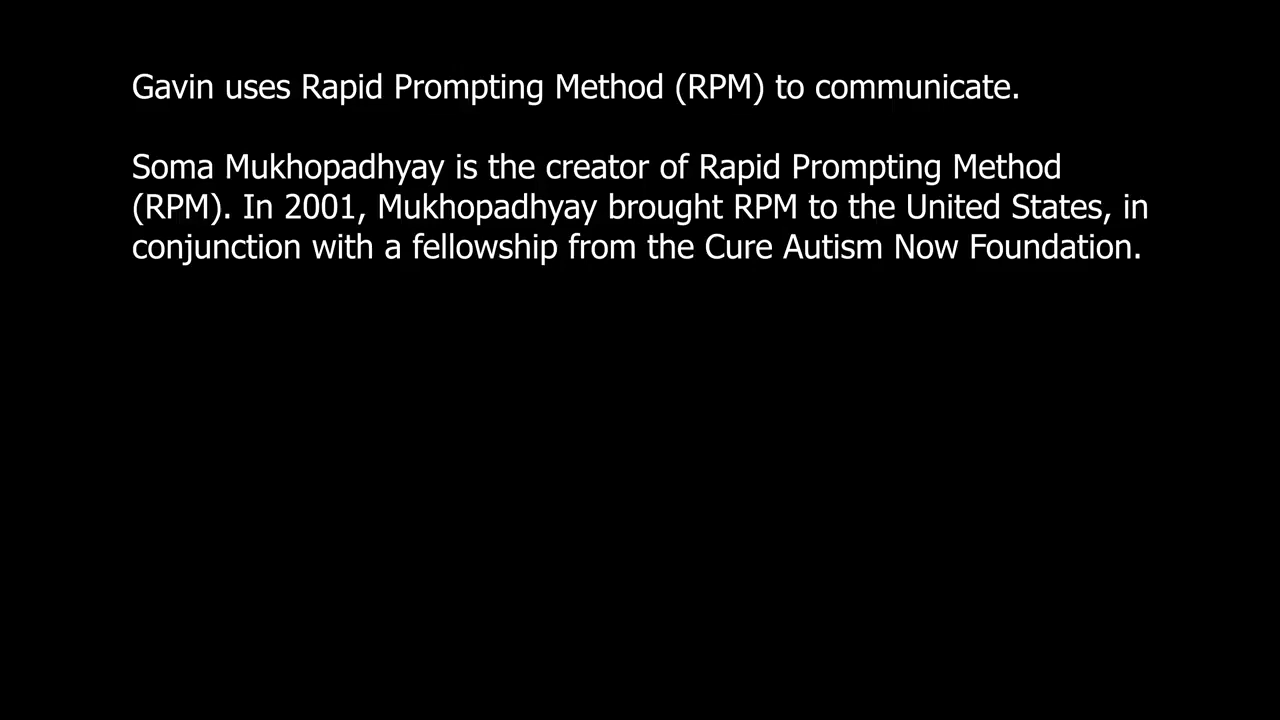 Gavin uses Rapid Prompting Method (RPM) to communicate.
Soma Mukhopadhyay is the creator of Rapid Prompting Method
(RPM). In 2001, Mukhopadhyay brought RPM to the United States, in
conjunction with a fellowship from the Cure Autism Now Foundation.